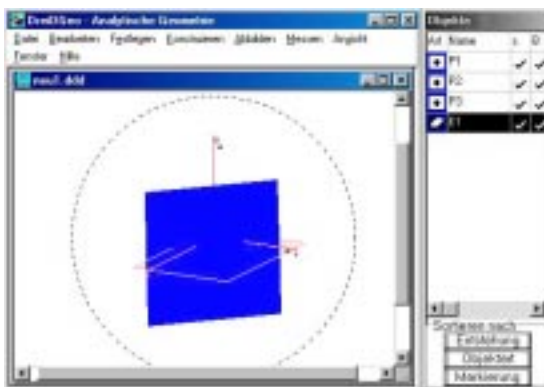 DreiDGeo - Analytische Geometrie
Datei Bearbeiten Festlegen Konstruieren Abbilden Messen Ansicht
Fenster Hilfe
neu1.ddd
Objekte
Art Name s. B
P1
P2
P3
E1
Sortieren nach
Entstehung
Objektart
Markierung